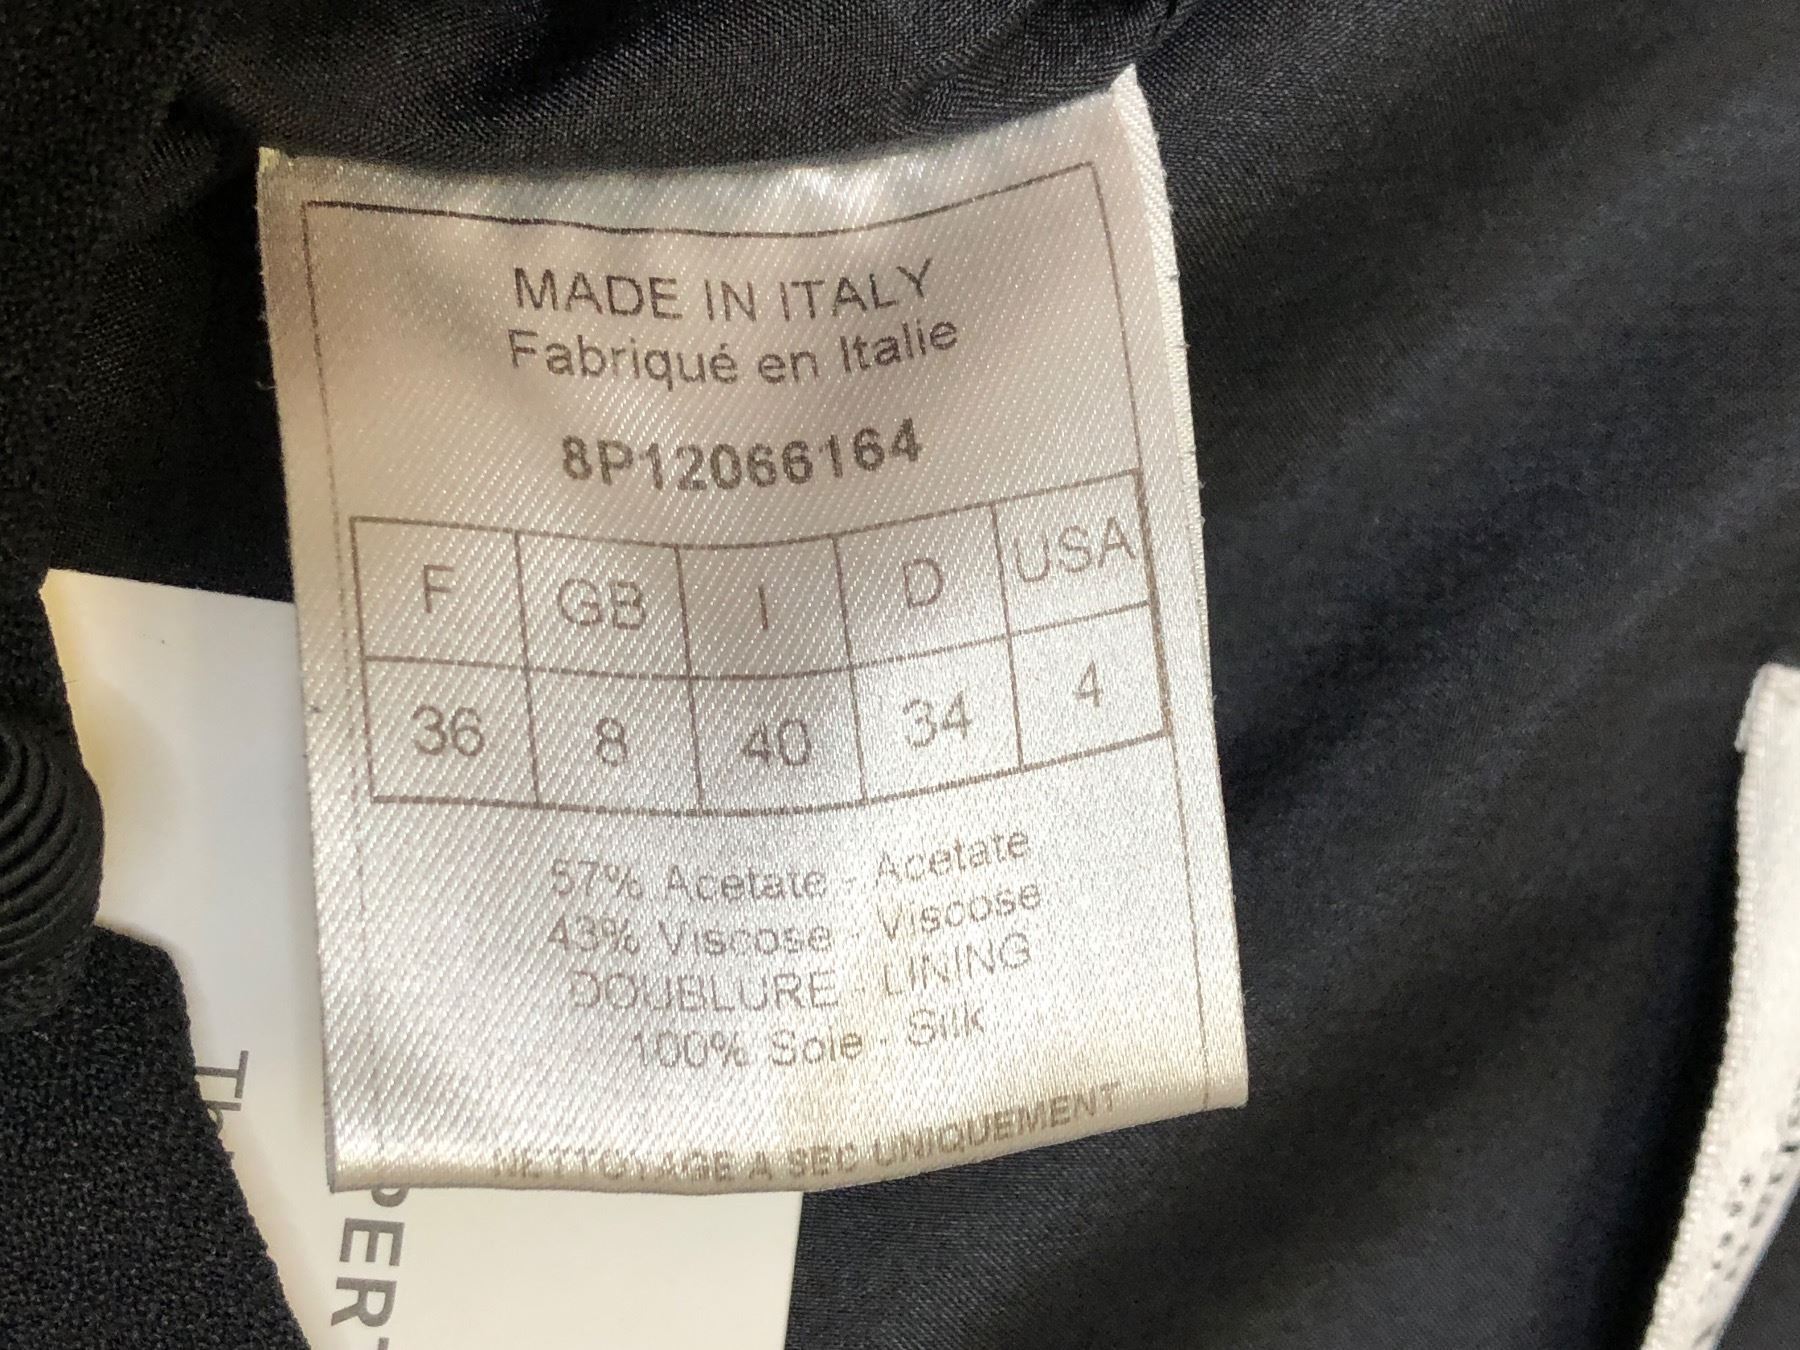 MADE IN ITALY
Fabriqué en Italie
8P12066164
F GB I D USA
36 8 40 34 4
57% Acetate - Acetate
43% Viscose - Viscose
DOUBLURE - LINING
100% Soie - Silk
NETTOYAGE A SEC UNIQUEMENT